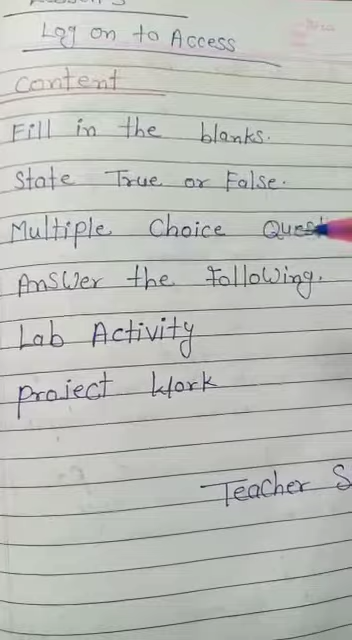 Log on to Access
Content
Fill in the blanks.
State True or False.
Multiple Choice
Answer the following.
Lab Activity
Project Work
Teacher S